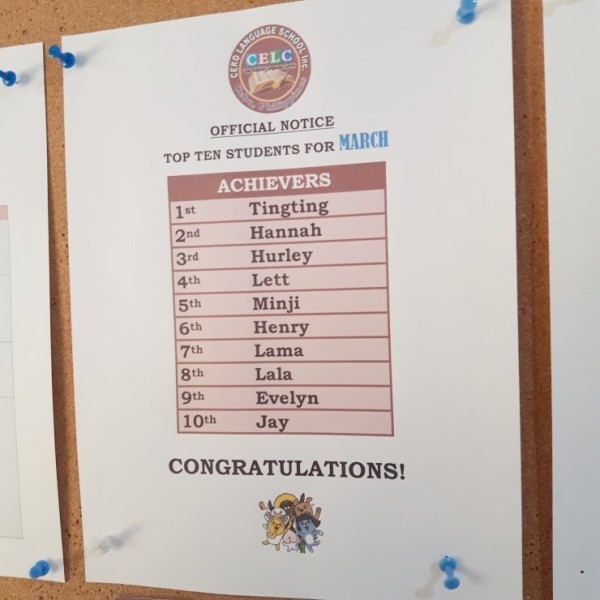 CEKO LANGUAGE SCHOOL Inc.
CELC
OFFICIAL NOTICE
TOP TEN STUDENTS FOR MARCH
ACHIEVERS
1st Tingting
2nd Hannah
3rd Hurley
4th Lett
5th Minji
6th Henry
7th Lama
8th Lala
9th Evelyn
10th Jay
CONGRATULATIONS!